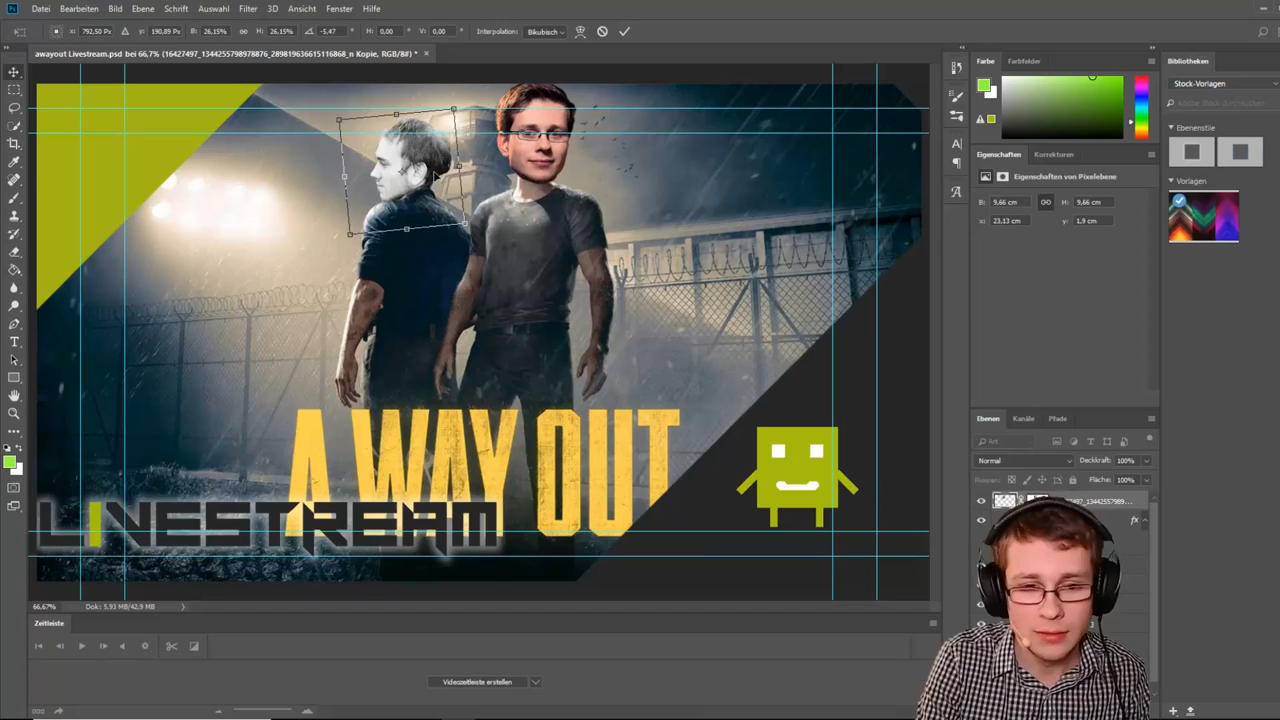 Datei Bearbeiten Bild Ebene Schrift Auswahl Filter 3D Ansicht Fenster Hilfe
x: 792,50 Px y: 190,89 Px B: 26,15% H: 26,15% -5,47 ° H: 0,00 ° V: 0,00 ° Interpolation: Bikubisch
awayout Livestream.psd bei 66,7% (16427497_1344255798978876_289819636615116868_n Kopie, RGB/8#) *
Farbe Farbfelder
Bibliotheken
Stock-Vorlagen
Adobe Stock durchsuchen
Ebenenstile
Vorlagen
Eigenschaften Korrekturen
Eigenschaften von Pixelebene
B: 9,66 cm H: 9,66 cm
x: 23,13 cm y: 1,9 cm
A WAY OUT
LIVESTREAM
Ebenen Kanäle Pfade
Art
Normal Deckkraft: 100%
Fixieren: Fläche: 100%
fx
66,67% Dok: 5,93 MB/42,9 MB
Zeitleiste
Videozeitleiste erstellen